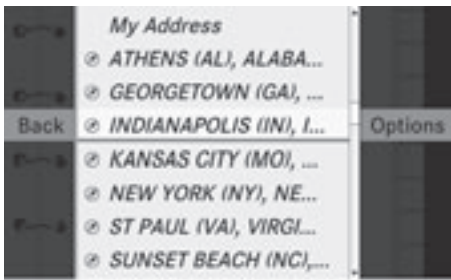 My Address
ATHENS (AL), ALABA...
GEORGETOWN (GA), ...
Back INDIANAPOLIS (IN), I... Options
KANSAS CITY (MO), ...
NEW YORK (NY), NE...
ST PAUL (VA), VIRGI...
SUNSET BEACH (NC),...